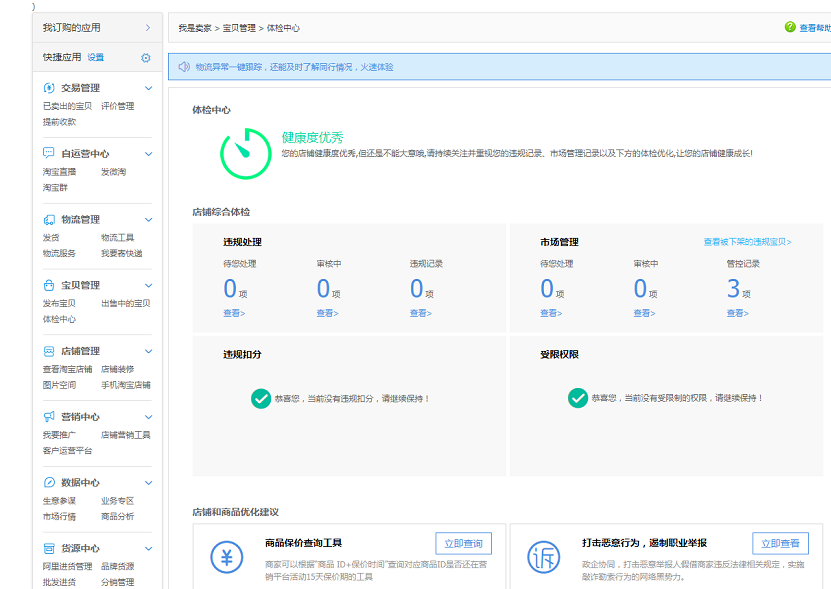 )
我订购的应用
快捷应用 设置
交易管理
已卖出的宝贝 评价管理
提前收款
自运营中心
淘宝直播 发微淘
淘宝群
物流管理
发货 物流工具
物流服务 我要寄快递
宝贝管理
发布宝贝 出售中的宝贝
体检中心
店铺管理
查看淘宝店铺 店铺装修
图片空间 手机淘宝店铺
营销中心
我要推广 店铺营销工具
客户运营平台
数据中心
生意参谋 业务专区
市场行情 商品分析
货源中心
阿里进货管理 品牌货源
批发进货 分销管理
我是卖家 > 宝贝管理 > 体检中心
? 查看帮助
物流异常一键跟踪，还能及时了解同行情况，火速体验
体检中心
健康度优秀
您的店铺健康度优秀,但还是不能大意哦,请持续关注并重视您的违规记录、市场管理记录以及下方的体检优化,让您的店铺健康成长!
店铺综合体检
违规处理
待您处理 审核中 违规记录
0项 0项 0项
查看> 查看> 查看>
市场管理 查看被下架的违规宝贝>
待您处理 审核中 管控记录
0项 0项 3项
查看> 查看> 查看>
违规扣分
恭喜您，当前没有违规扣分，请继续保持！
受限权限
恭喜您，当前没有受限制的权限，请继续保持！
店铺和商品优化建议
¥ 商品保价查询工具 立即查询
商家可以根据"商品 ID+保价时间"查询对应商品ID是否还在营
销平台活动15天保价期的工具
诉 打击恶意行为，遏制职业举报 立即查看
政企协同，打击恶意举报人假借商家违反法律相关规定，实施
敲诈勒索行为的网络黑势力。